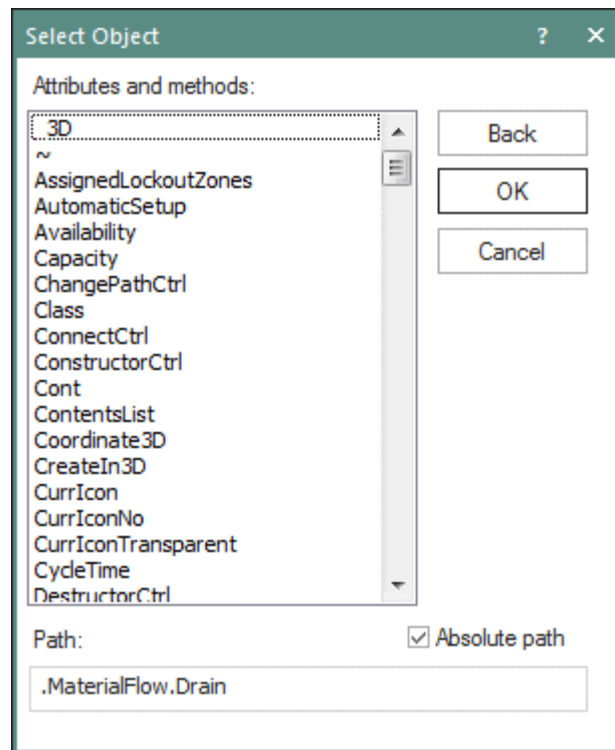 Select Object
?
Attributes and methods:
_3D
~
AssignedLockoutZones
AutomaticSetup
Availability
Capacity
ChangePathCtrl
Class
ConnectCtrl
ConstructorCtrl
Cont
ContentsList
Coordinate3D
CreateIn3D
CurrIcon
CurrIconNo
CurrIconTransparent
CycleTime
DestructorCtrl
Back
OK
Cancel
Path:
Absolute path
.MaterialFlow.Drain